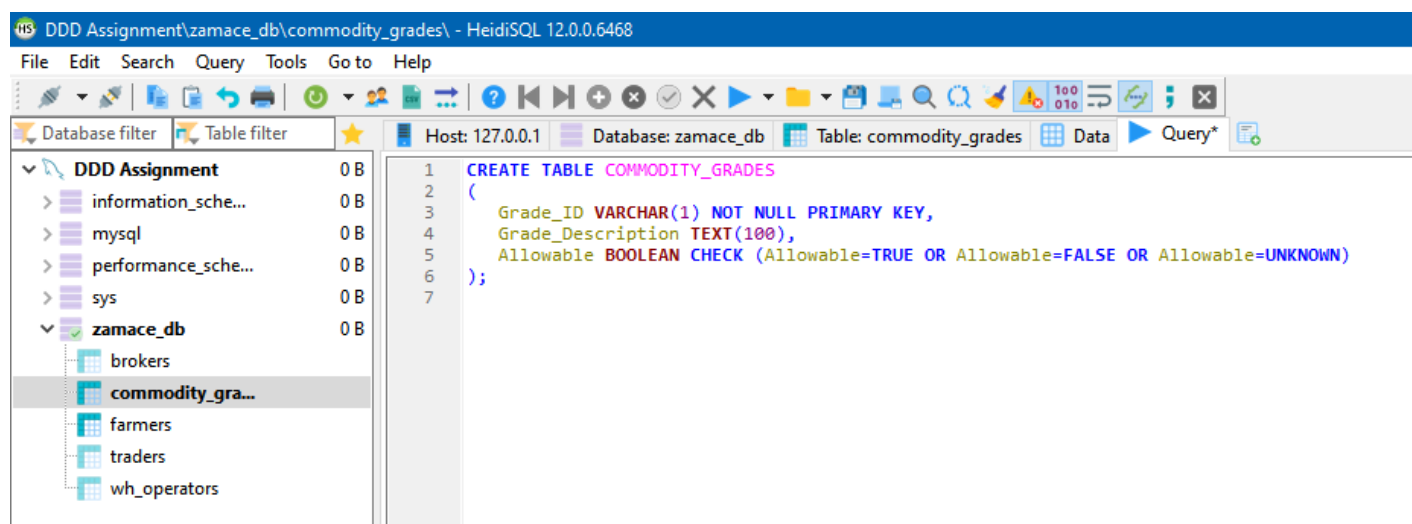 DDD Assignment\zamace_db\commodity_grades\ - HeidiSQL 12.0.0.6468
File Edit Search Query Tools Go to Help
Database filter Table filter
Host: 127.0.0.1 Database: zamace_db Table: commodity_grades Data Query*
DDD Assignment 0 B
information_sche... 0 B
mysql 0 B
performance_sche... 0 B
sys 0 B
zamace_db 0 B
brokers
commodity_gra...
farmers
traders
wh_operators
1 CREATE TABLE COMMODITY_GRADES
2 (
3 Grade_ID VARCHAR(1) NOT NULL PRIMARY KEY,
4 Grade_Description TEXT(100),
5 Allowable BOOLEAN CHECK (Allowable=TRUE OR Allowable=FALSE OR Allowable=UNKNOWN)
6 );
7